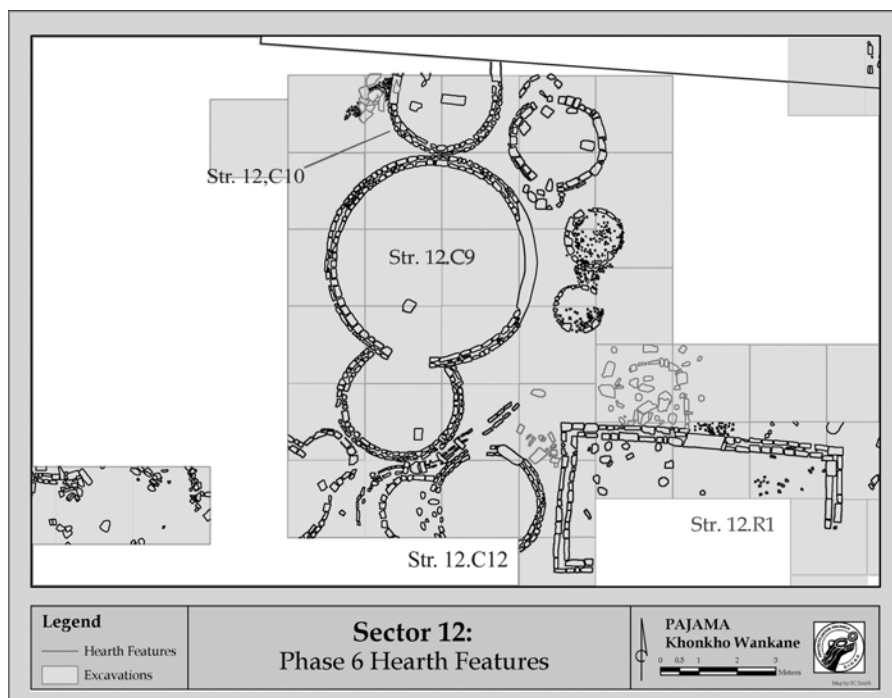 Str. 12,C10
Str. 12.C9
Str. 12.R1
Str. 12.C12
Legend
Hearth Features
Excavations
Sector 12:
Phase 6 Hearth Features
PAJAMA
Khonkho Wankane
0 0.5 1 2 3
Meters